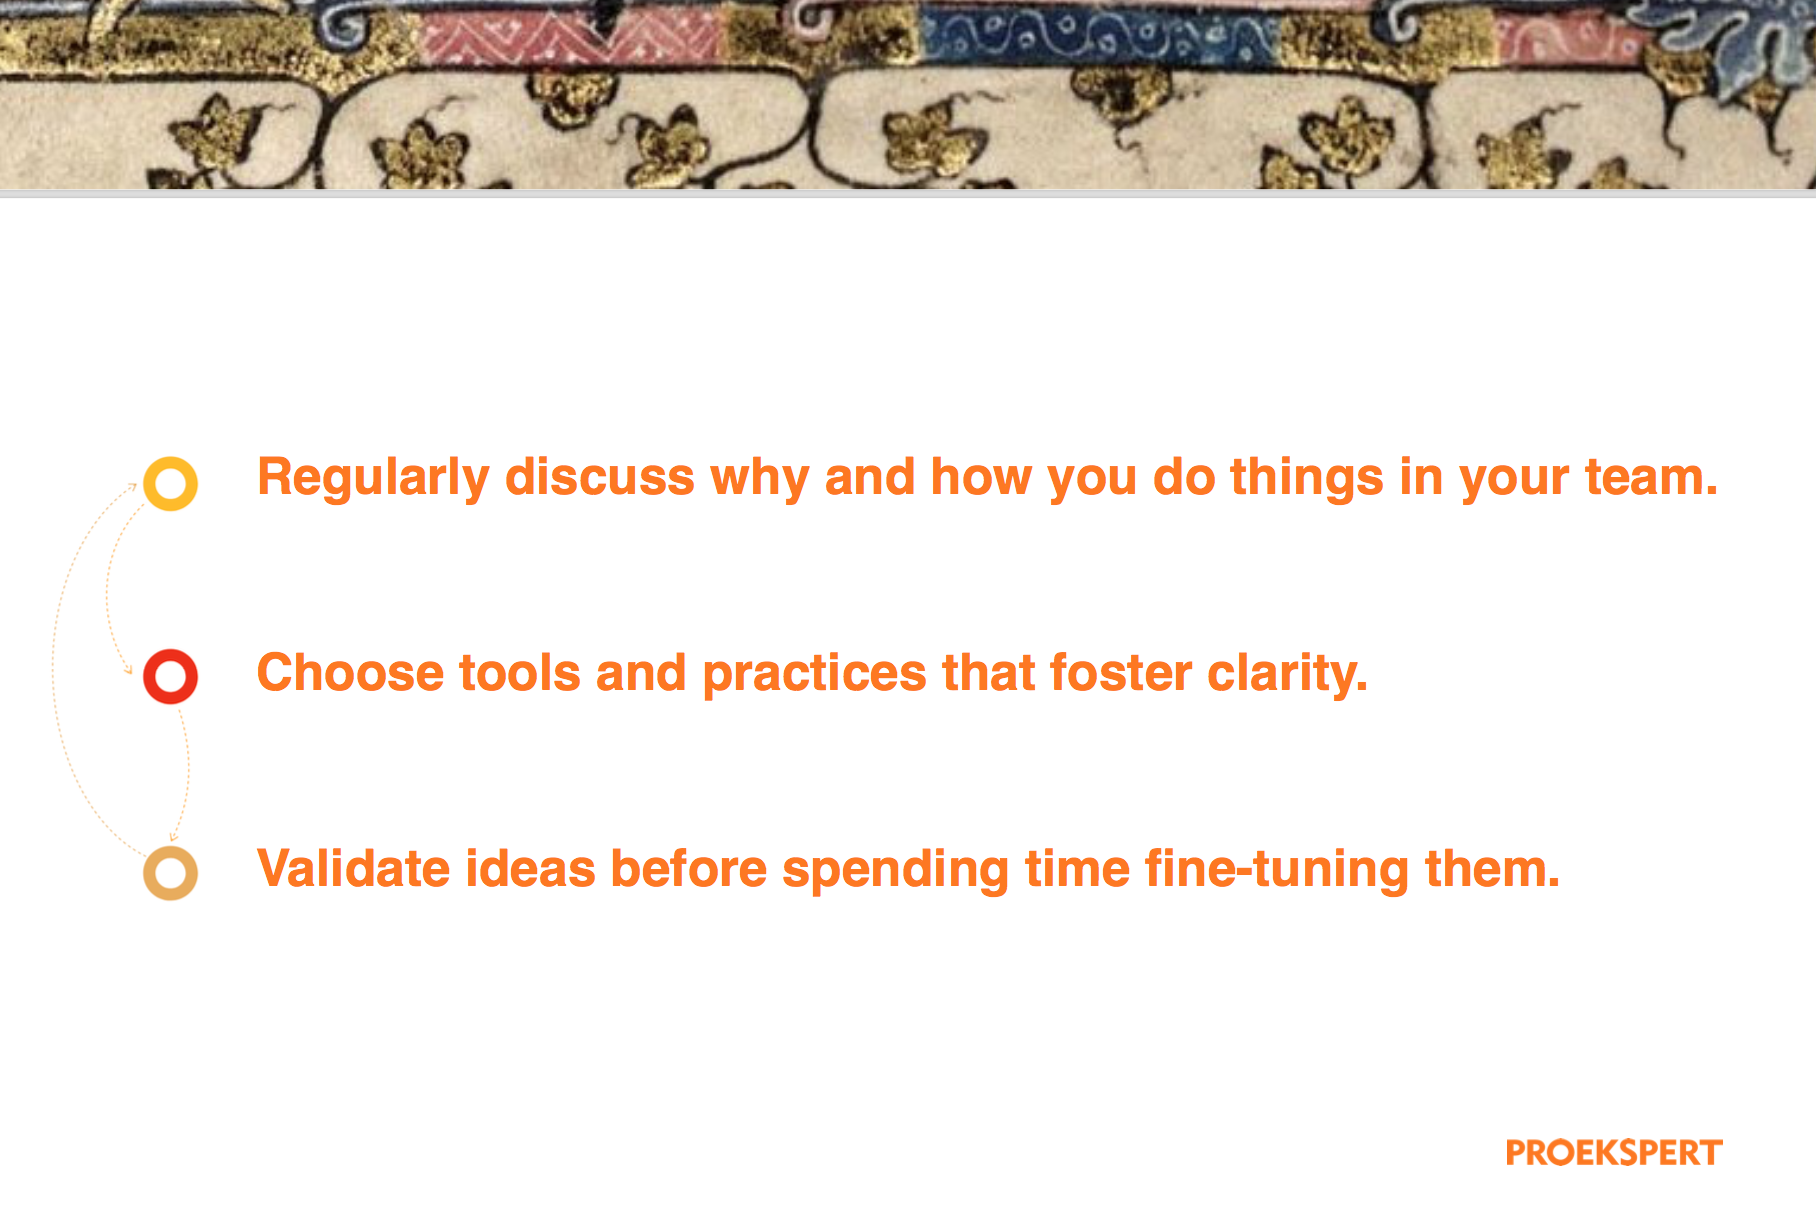 Regularly discuss why and how you do things in your team.
Choose tools and practices that foster clarity.
Validate ideas before spending time fine-tuning them.
PROEKSPERT